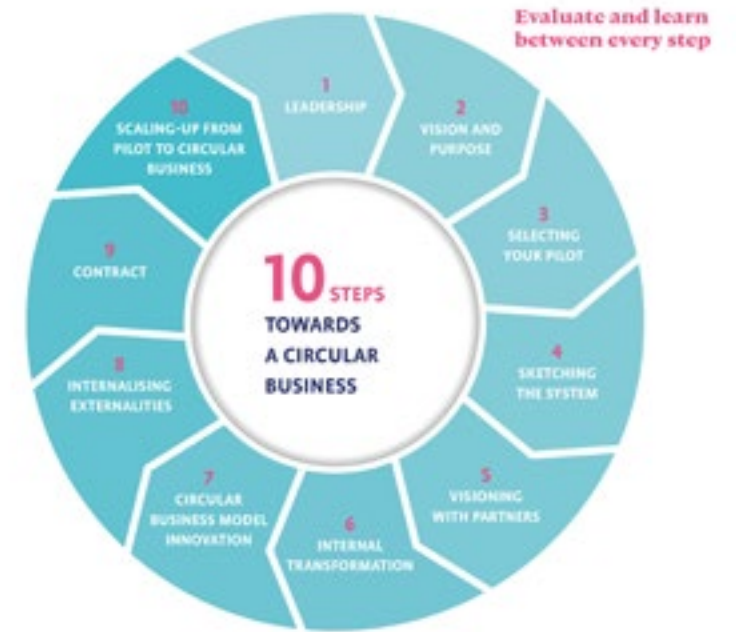 Evaluate and learn
between every step
1
LEADERSHIP
2
VISION AND
PURPOSE
3
SELECTING
YOUR PILOT
4
SKETCHING
THE SYSTEM
5
VISIONING
WITH PARTNERS
6
INTERNAL
TRANSFORMATION
7
CIRCULAR
BUSINESS MODEL
INNOVATION
8
INTERNALISING
EXTERNALITIES
9
CONTRACT
10
SCALING-UP FROM
PILOT TO CIRCULAR
BUSINESS
10 STEPS
TOWARDS
A CIRCULAR
BUSINESS